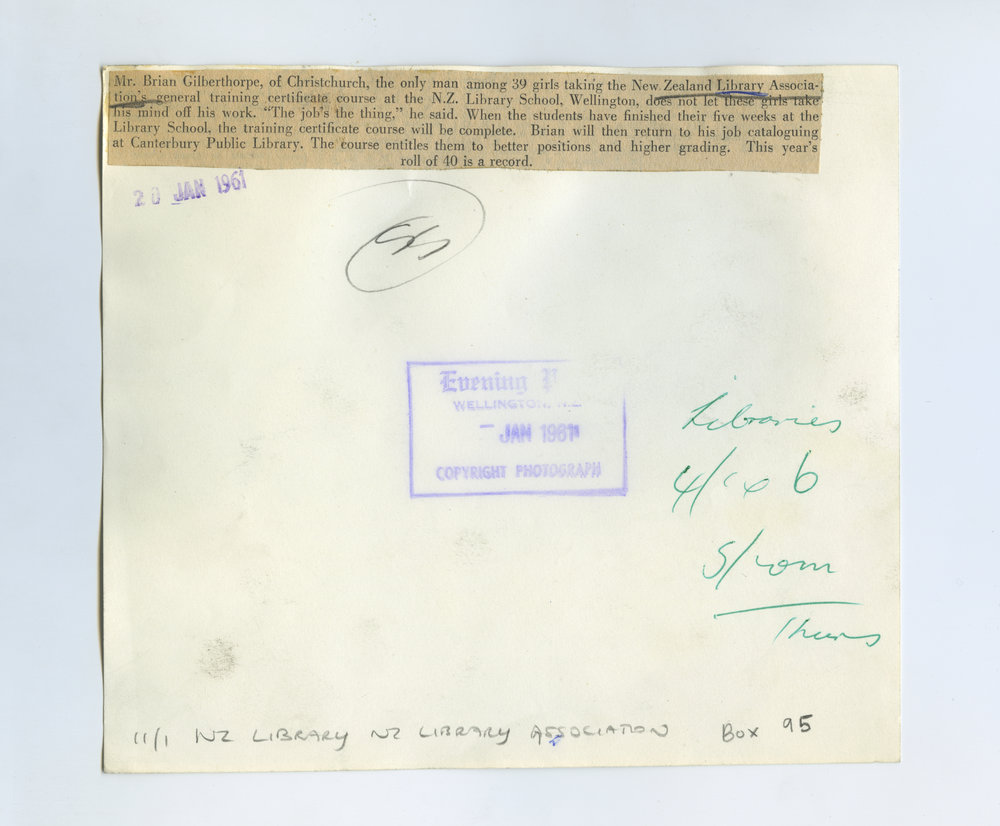 Mr. Brian Gilberthorpe, of Christchurch, the only man among 39 girls taking the New Zealand Library Associa-
tion's general training certificate course at the N.Z. Library School, Wellington, does not let these girls take
his mind off his work. "The job's the thing," he said. When the students have finished their five weeks at the
Library School, the training certificate course will be complete. Brian will then return to his job cataloguing
at Canterbury Public Library. The course entitles them to better positions and higher grading. This year's
roll of 40 is a record.
JAN 1961
Evening P
WELLINGTON, N.Z.
- JAN 1961
COPYRIGHT PHOTOGRAPH
Libraries
6
Thurs
11/1 NZ LIBRARY NZ LIBRARY ASSOCIATION Box 95